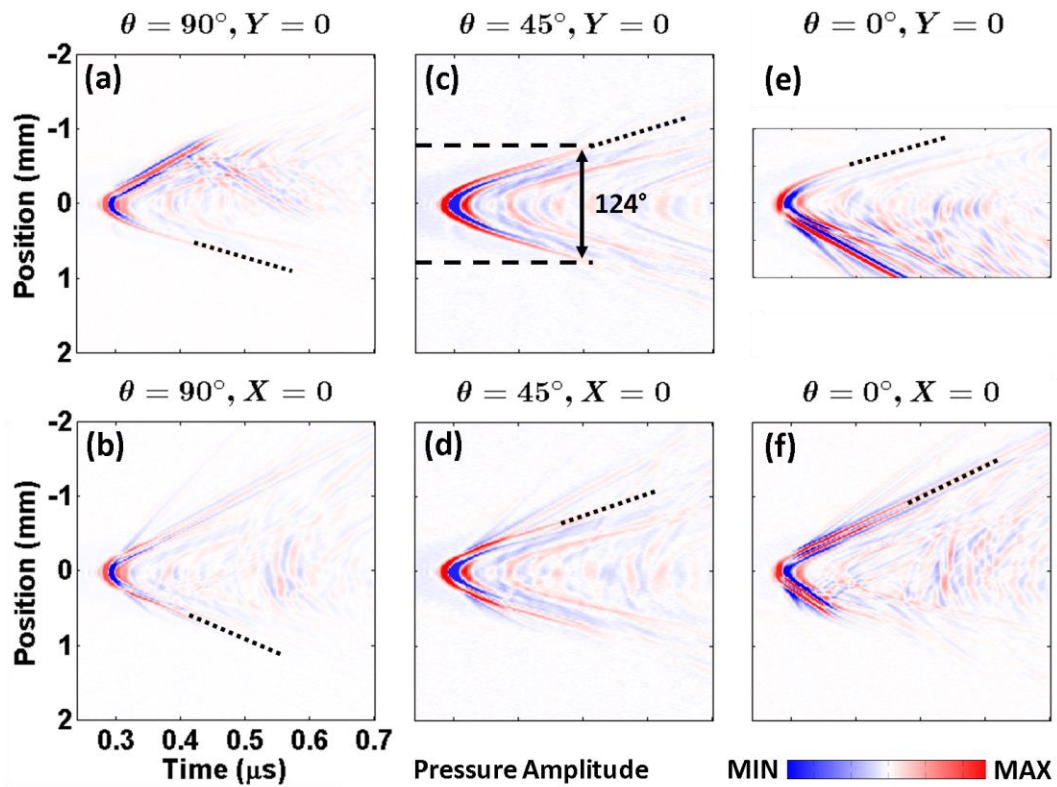 θ = 90°, Y = 0
θ = 45°, Y = 0
θ = 0°, Y = 0
(a)
(c)
(e)
Position (mm)
-2
-1
0
1
2
124°
θ = 90°, X = 0
θ = 45°, X = 0
θ = 0°, X = 0
(b)
(d)
(f)
Position (mm)
-2
-1
0
1
2
0.3 0.4 0.5 0.6 0.7
Time (μs)
Pressure Amplitude
MIN
MAX